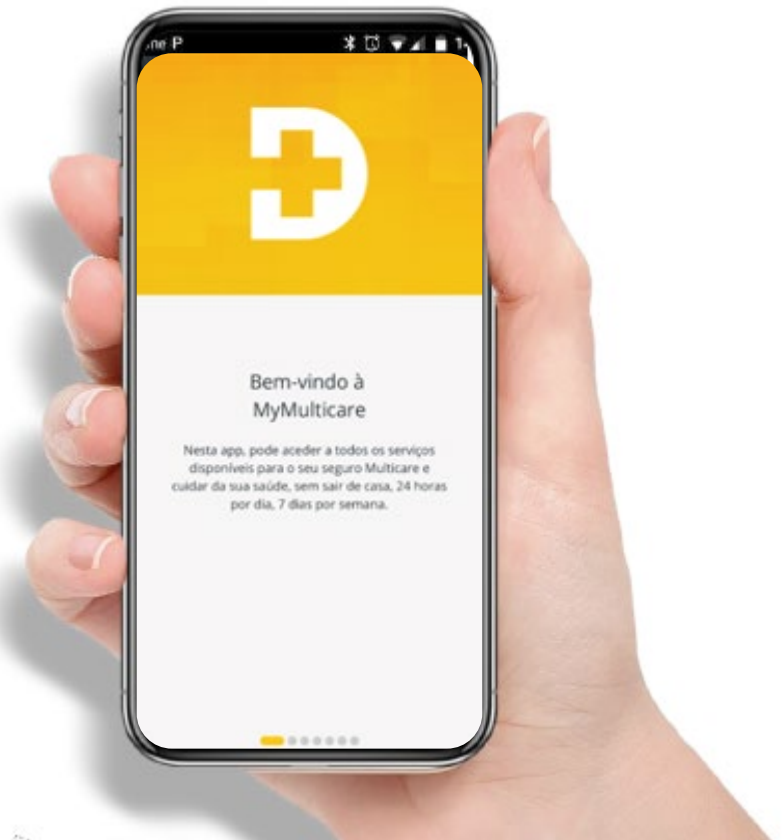 Bem-vindo à
MyMulticare
Nesta app, pode aceder a todos os serviços
disponíveis para o seu seguro Multicare e
cuidar da sua saúde, sem sair de casa, 24 horas
por dia, 7 dias por semana.